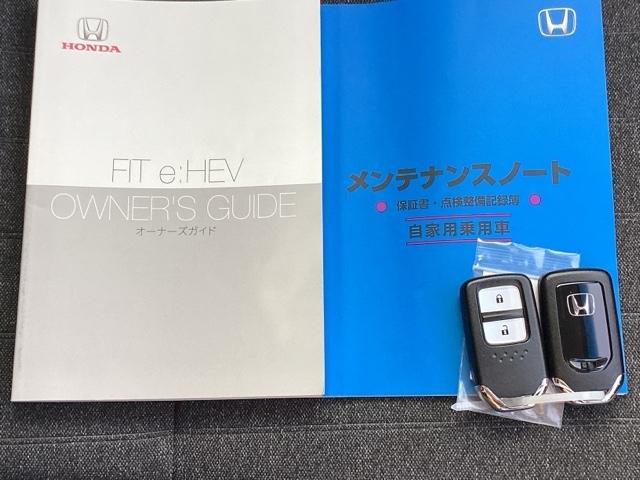 HONDA
FIT e:HEV
OWNER'S GUIDE
オーナーズガイド
メンテナンスノート
保証書・点検整備記録簿
自家用乗用車